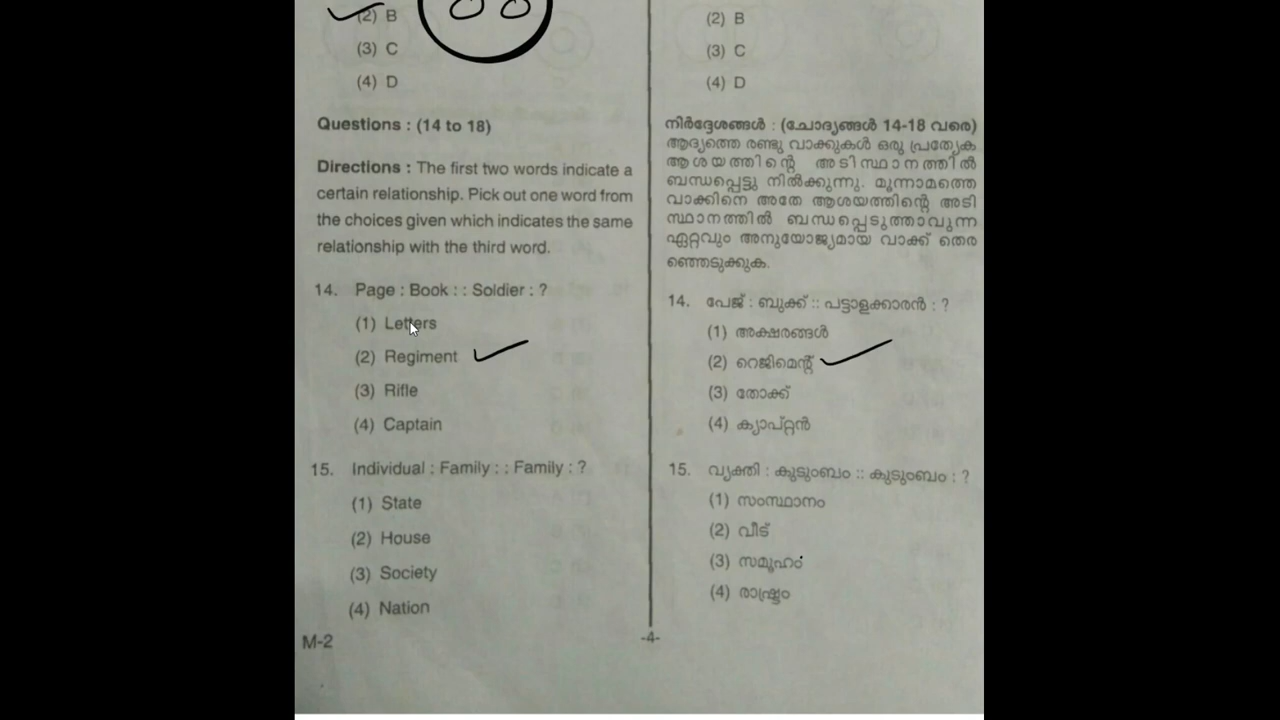 (2) B
(3) C
(4) D
Questions : (14 to 18)
Directions : The first two words indicate a
certain relationship. Pick out one word from
the choices given which indicates the same
relationship with the third word.
14. Page : Book : : Soldier : ?
(1) Letters
(2) Regiment
(3) Rifle
(4) Captain
15. Individual : Family : : Family : ?
(1) State
(2) House
(3) Society
(4) Nation
M-2
-4-
(2) B
(3) C
(4) D
നിർദ്ദേശങ്ങൾ : (ചോദ്യങ്ങൾ 14-18 വരെ)
ആദ്യത്തെ രണ്ടു വാക്കുകൾ ഒരു പ്രത്യേക
ആശയത്തിന്റെ അടിസ്ഥാനത്തിൽ
ബന്ധപ്പെട്ടു നിൽക്കുന്നു. മൂന്നാമത്തെ
വാക്കിനെ അതേ ആശയത്തിന്റെ അടി
സ്ഥാനത്തിൽ ബന്ധപ്പെടുത്താവുന്ന
ഏറ്റവും അനുയോജ്യമായ വാക്ക് തെര
ഞ്ഞെടുക്കുക.
14. പേജ് : ബുക്ക് :: പട്ടാളക്കാരൻ : ?
(1) അക്ഷരങ്ങൾ
(2) റെജിമെന്റ്
(3) തോക്ക്
(4) ക്യാപ്റ്റൻ
15. വ്യക്തി : കുടുംബം :: കുടുംബം : ?
(1) സംസ്ഥാനം
(2) വീട്
(3) സമൂഹം
(4) രാഷ്ട്രം